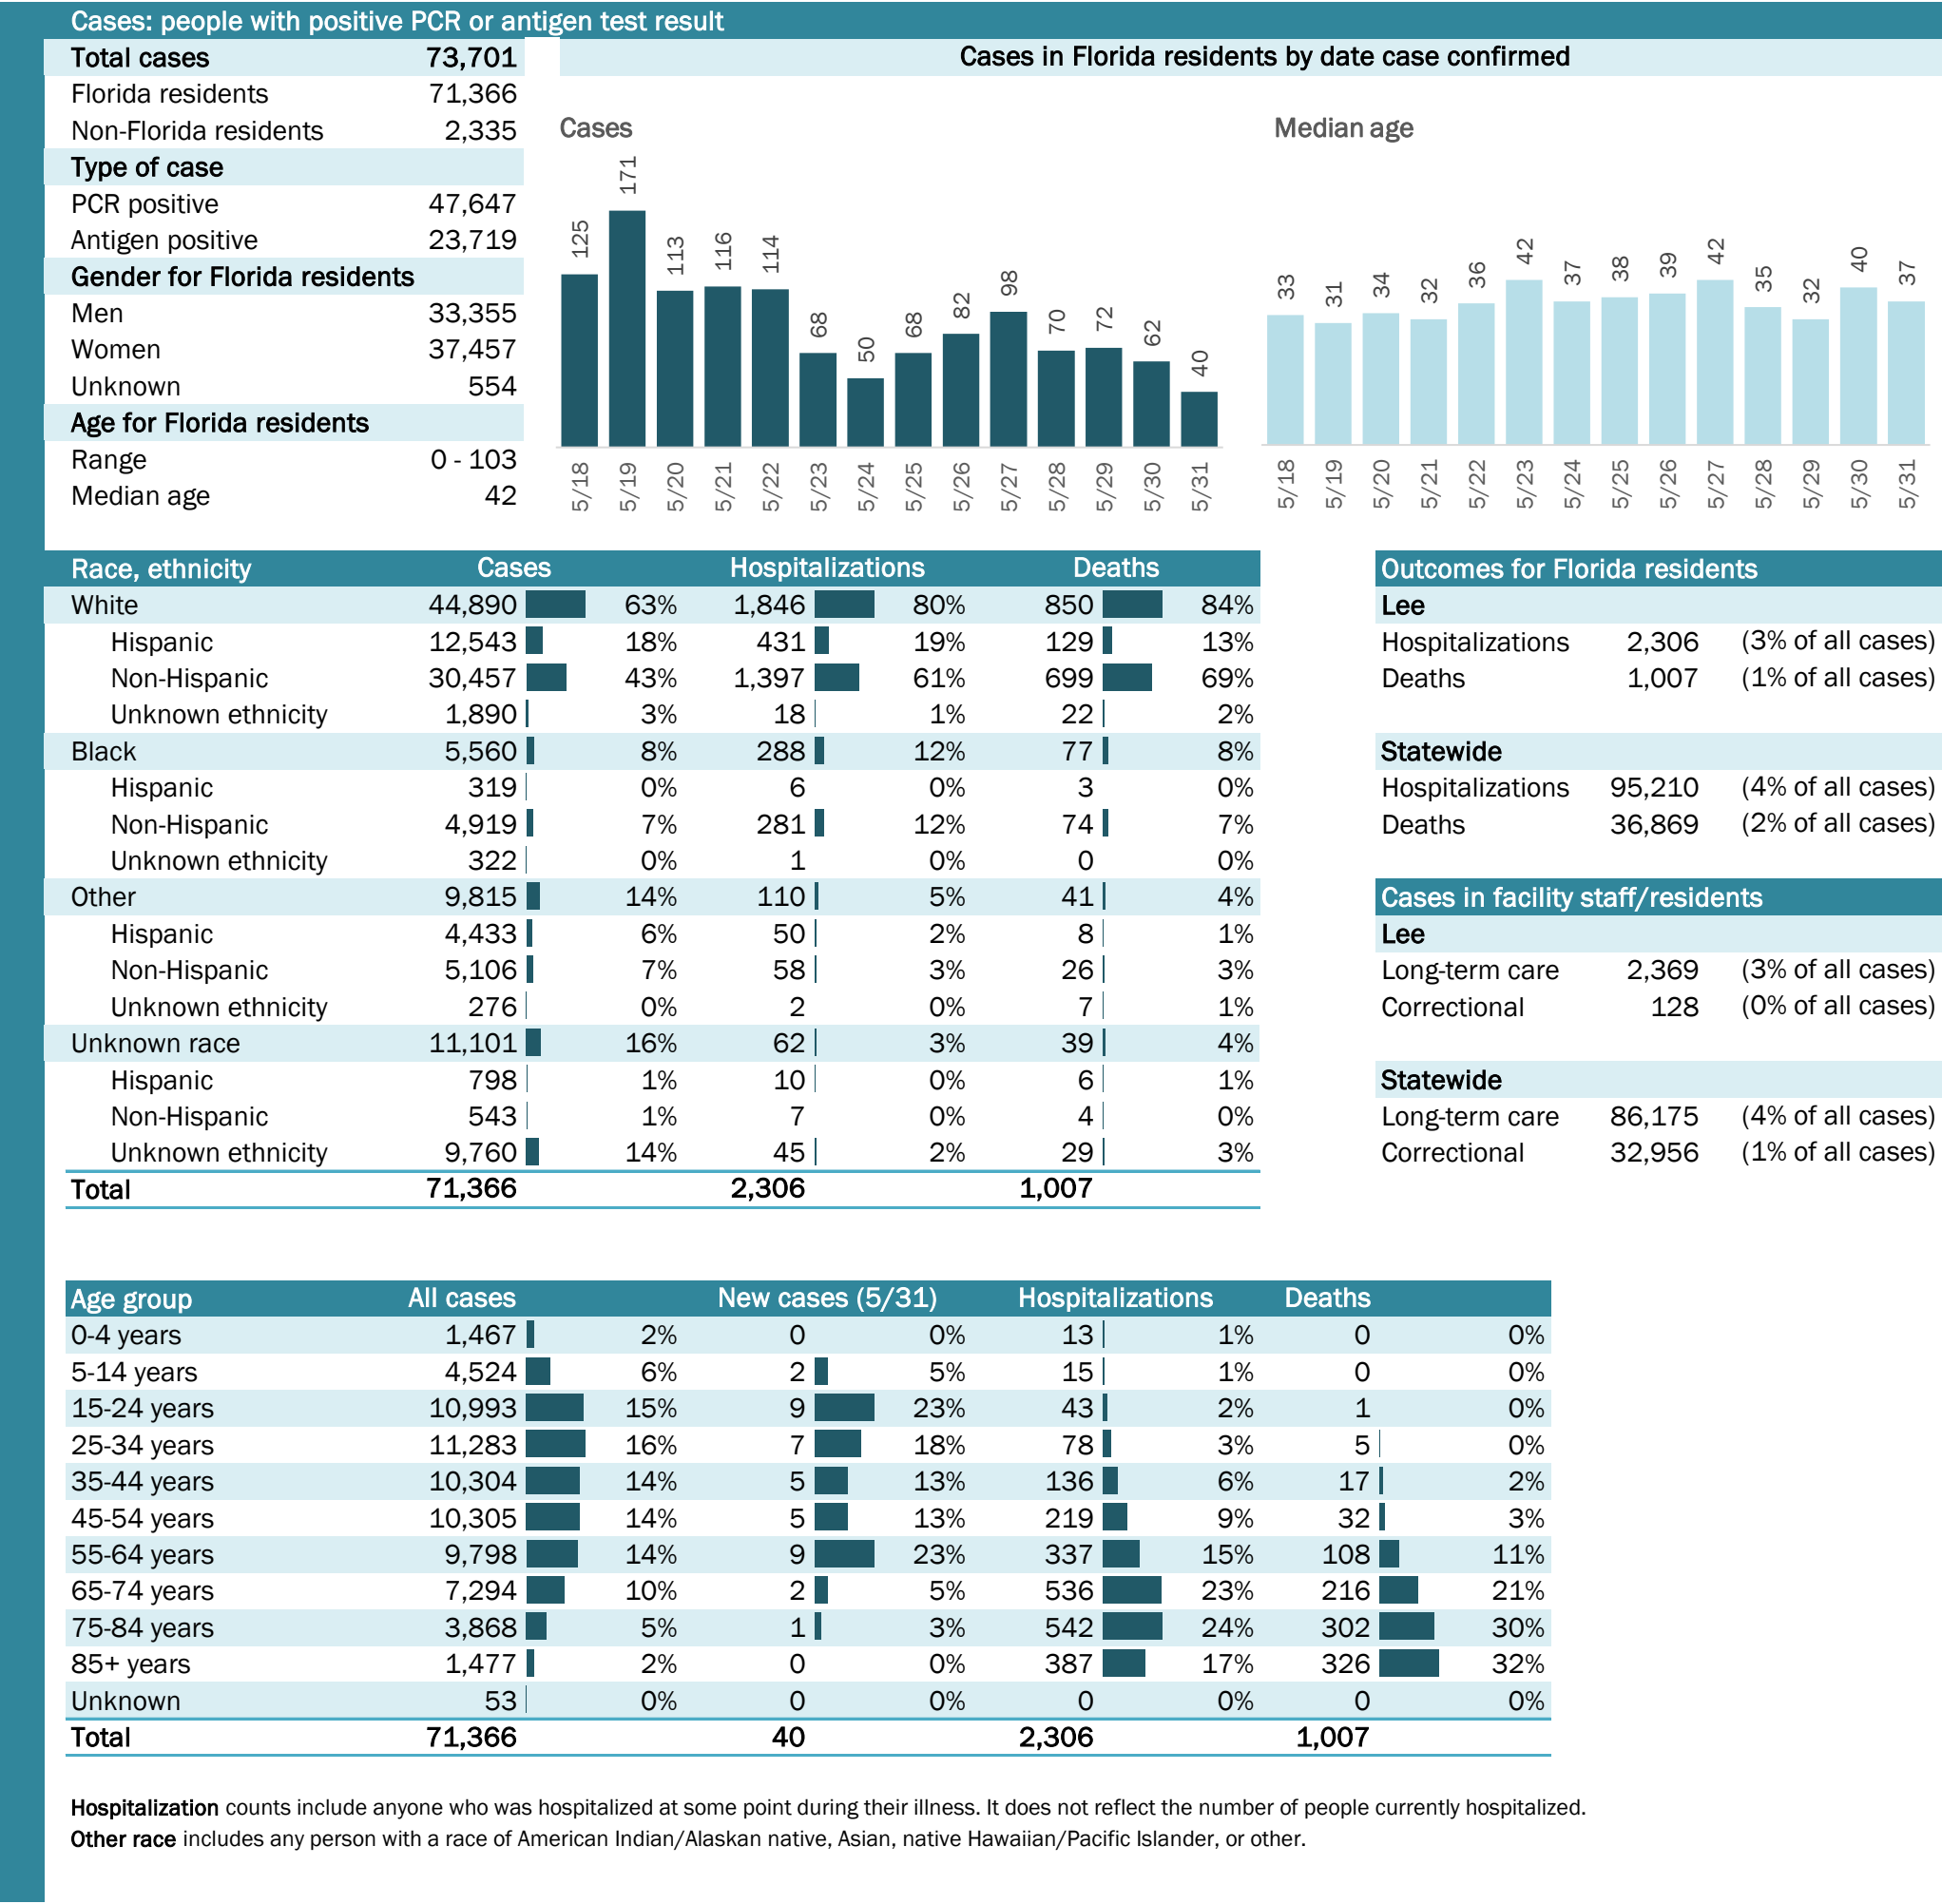 Cases: people with positive PCR or antigen test result
Total cases 73,701
Florida residents 71,366
Non-Florida residents 2,335
Type of case
PCR positive 47,647
Antigen positive 23,719
Gender for Florida residents
Men 33,355
Women 37,457
Unknown 554
Age for Florida residents
Range 0 - 103
Median age 42
Cases in Florida residents by date case confirmed
Cases
125 171 113 116 114 68 50 68 82 98 70 72 62 40
5/18 5/19 5/20 5/21 5/22 5/23 5/24 5/25 5/26 5/27 5/28 5/29 5/30 5/31
Median age
33 31 34 32 36 42 37 38 39 42 35 32 40 37
5/18 5/19 5/20 5/21 5/22 5/23 5/24 5/25 5/26 5/27 5/28 5/29 5/30 5/31
Race, ethnicity Cases Hospitalizations Deaths
White 44,890 63% 1,846 80% 850 84%
Hispanic 12,543 18% 431 19% 129 13%
Non-Hispanic 30,457 43% 1,397 61% 699 69%
Unknown ethnicity 1,890 3% 18 1% 22 2%
Black 5,560 8% 288 12% 77 8%
Hispanic 319 0% 6 0% 3 0%
Non-Hispanic 4,919 7% 281 12% 74 7%
Unknown ethnicity 322 0% 1 0% 0 0%
Other 9,815 14% 110 5% 41 4%
Hispanic 4,433 6% 50 2% 8 1%
Non-Hispanic 5,106 7% 58 3% 26 3%
Unknown ethnicity 276 0% 2 0% 7 1%
Unknown race 11,101 16% 62 3% 39 4%
Hispanic 798 1% 10 0% 6 1%
Non-Hispanic 543 1% 7 0% 4 0%
Unknown ethnicity 9,760 14% 45 2% 29 3%
Total 71,366 2,306 1,007
Outcomes for Florida residents
Lee
Hospitalizations 2,306 (3% of all cases)
Deaths 1,007 (1% of all cases)
Statewide
Hospitalizations 95,210 (4% of all cases)
Deaths 36,869 (2% of all cases)
Cases in facility staff/residents
Lee
Long-term care 2,369 (3% of all cases)
Correctional 128 (0% of all cases)
Statewide
Long-term care 86,175 (4% of all cases)
Correctional 32,956 (1% of all cases)
Age group All cases New cases (5/31) Hospitalizations Deaths
0-4 years 1,467 2% 0 0% 13 1% 0 0%
5-14 years 4,524 6% 2 5% 15 1% 0 0%
15-24 years 10,993 15% 9 23% 43 2% 1 0%
25-34 years 11,283 16% 7 18% 78 3% 5 0%
35-44 years 10,304 14% 5 13% 136 6% 17 2%
45-54 years 10,305 14% 5 13% 219 9% 32 3%
55-64 years 9,798 14% 9 23% 337 15% 108 11%
65-74 years 7,294 10% 2 5% 536 23% 216 21%
75-84 years 3,868 5% 1 3% 542 24% 302 30%
85+ years 1,477 2% 0 0% 387 17% 326 32%
Unknown 53 0% 0 0% 0 0% 0 0%
Total 71,366 40 2,306 1,007
Hospitalization counts include anyone who was hospitalized at some point during their illness. It does not reflect the number of people currently hospitalized.
Other race includes any person with a race of American Indian/Alaskan native, Asian, native Hawaiian/Pacific Islander, or other.